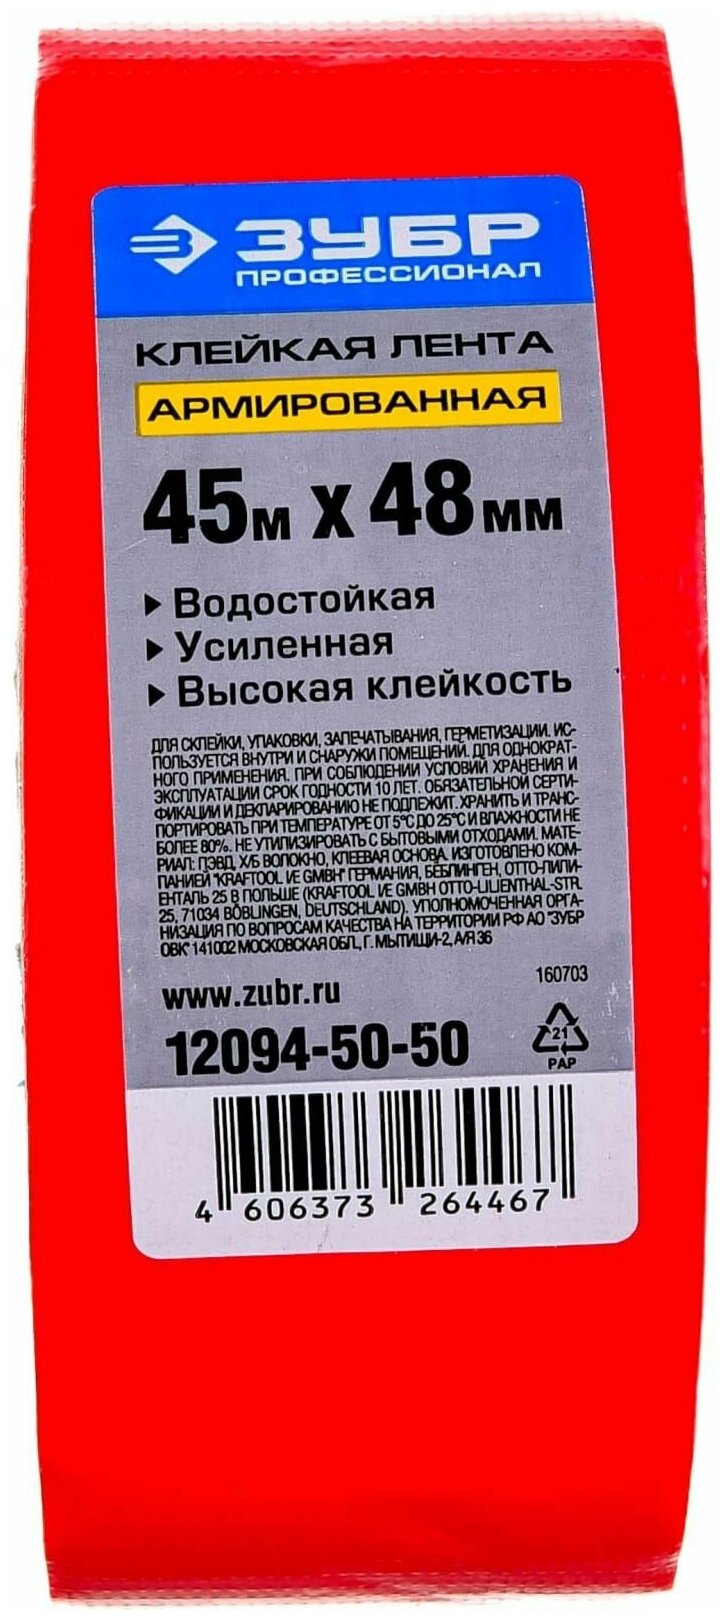 ЗУБР
ПРОФЕССИОНАЛ
КЛЕЙКАЯ ЛЕНТА
АРМИРОВАННАЯ
45м x 48мм
Водостойкая
Усиленная
Высокая клейкость
ДЛЯ СКЛЕЙКИ, УПАКОВКИ, ЗАПЕЧАТЫВАНИЯ, ГЕРМЕТИЗАЦИИ. ИС-
ПОЛЬЗУЕТСЯ ВНУТРИ И СНАРУЖИ ПОМЕЩЕНИЙ. ДЛЯ ОДНОКРАТ-
НОГО ПРИМЕНЕНИЯ. ПРИ СОБЛЮДЕНИИ УСЛОВИЙ ХРАНЕНИЯ И
ЭКСПЛУАТАЦИИ СРОК ГОДНОСТИ 10 ЛЕТ. ОБЯЗАТЕЛЬНОЙ СЕРТИ-
ФИКАЦИИ И ДЕКЛАРИРОВАНИЮ НЕ ПОДЛЕЖИТ. ХРАНИТЬ И ТРАНС-
ПОРТИРОВАТЬ ПРИ ТЕМПЕРАТУРЕ ОТ 5°С ДО 25°С И ВЛАЖНОСТИ НЕ
БОЛЕЕ 80%. НЕ УТИЛИЗИРОВАТЬ С БЫТОВЫМИ ОТХОДАМИ. МАТЕ-
РИАЛ: ПЭВД, Х/Б ВОЛОКНО, КЛЕЕВАЯ ОСНОВА. ИЗГОТОВЛЕНО КОМ-
ПАНИЕЙ "KRAFTOOL I/E GMBH" ГЕРМАНИЯ, БЁБЛИНГЕН, ОТТО-ЛИЛИ-
ЕНТАЛЬ 25 В ПОЛЬШЕ (KRAFTOOL I/E GMBH OTTO-LILIENTHAL-STR.
25, 71034 BÖBLINGEN, DEUTSCHLAND). УПОЛНОМОЧЕННАЯ ОРГА-
НИЗАЦИЯ ПО ВОПРОСАМ КАЧЕСТВА НА ТЕРРИТОРИИ РФ АО "ЗУБР
ОВК" 141002 МОСКОВСКАЯ ОБЛ., Г. МЫТИЩИ-2, А/Я 36
160703
www.zubr.ru
12094-50-50
21
PAP
4 606373 264467